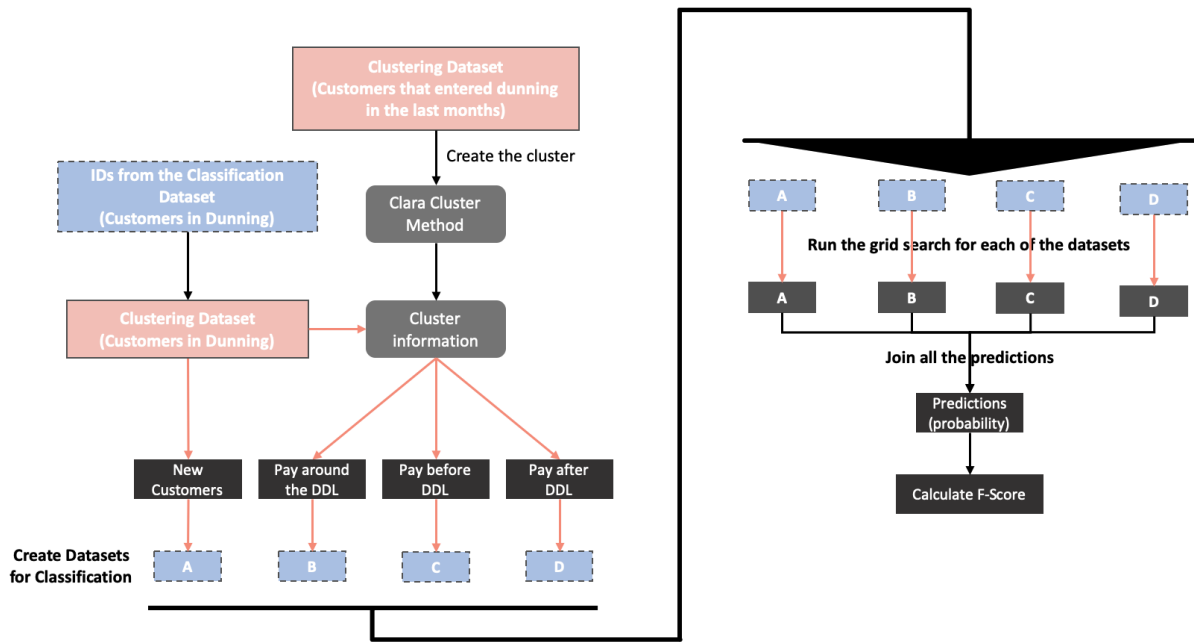 Clustering Dataset
(Customers that entered dunning
in the last months)
Create the cluster
IDs from the Classification
Dataset
(Customers in Dunning)
Clara Cluster
Method
Clustering Dataset
(Customers in Dunning)
Cluster
information
New
Customers
Pay around
the DDL
Pay before
DDL
Pay after
DDL
Create Datasets
for Classification
A
B
C
D
A
B
C
D
Run the grid search for each of the datasets
A
B
C
D
Join all the predictions
Predictions
(probability)
Calculate F-Score